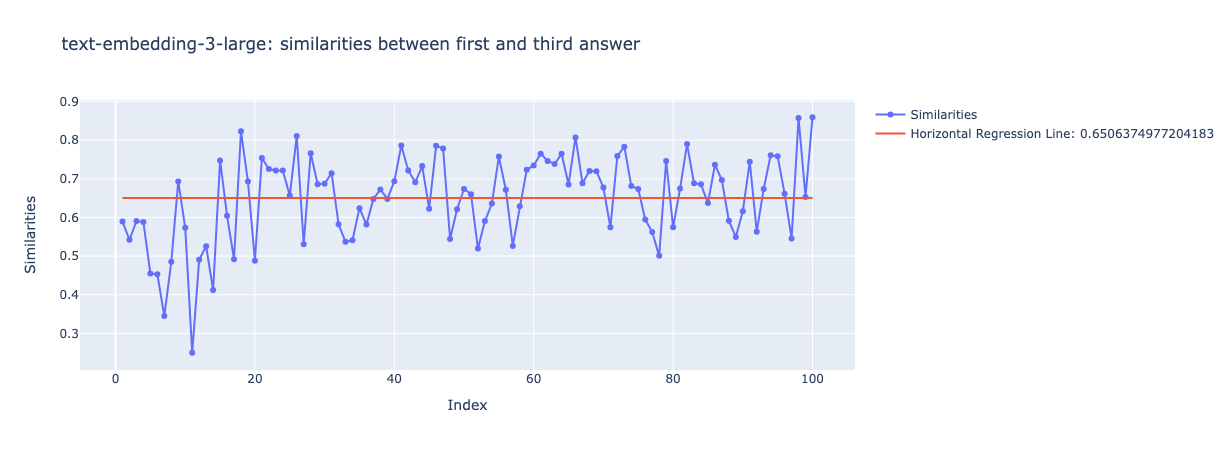 text-embedding-3-large: similarities between first and third answer
Similarities
Horizontal Regression Line: 0.6506374977204183
0.9
0.8
0.7
0.6
0.5
0.4
0.3
Similarities
0 20 40 60 80 100
Index